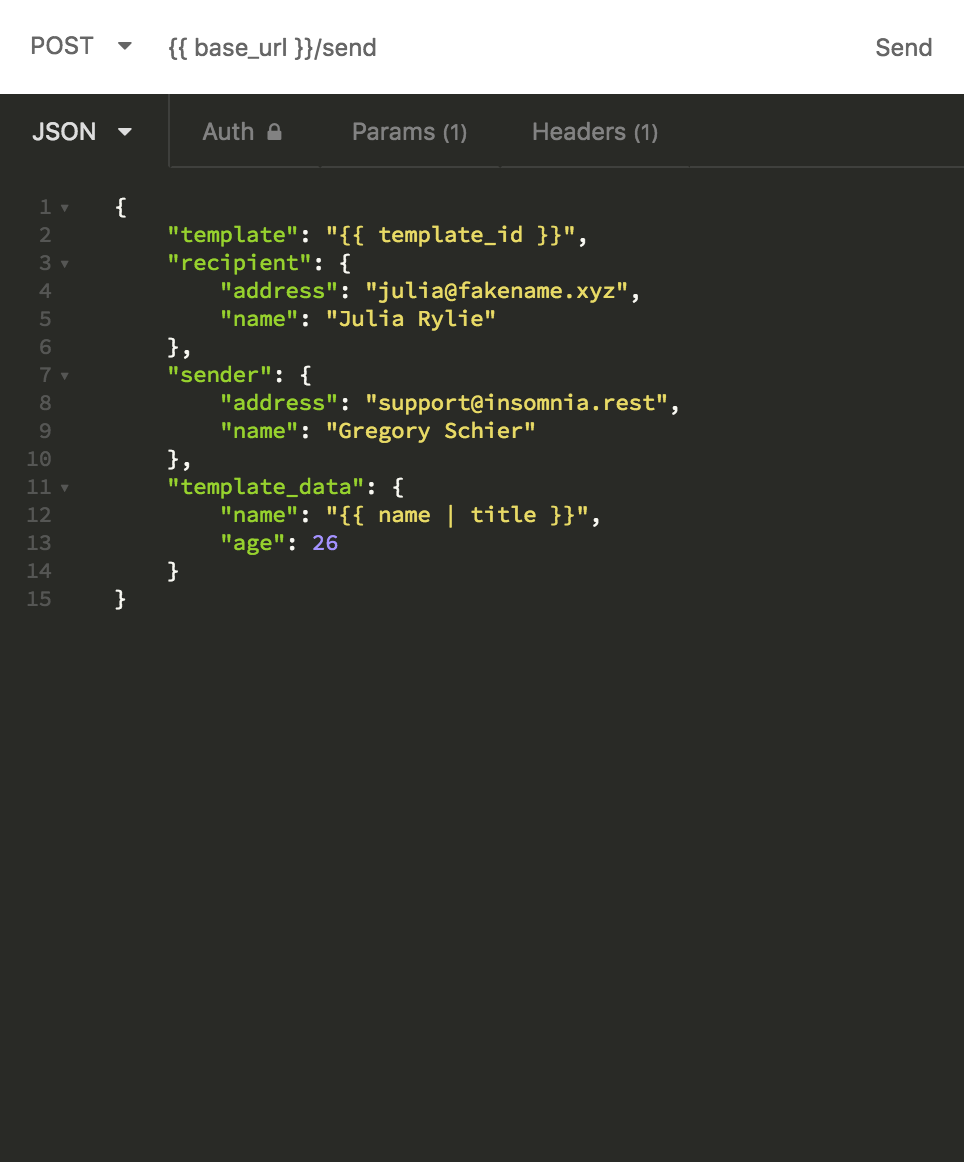 POST {{ base_url }}/send Send
JSON Auth Params (1) Headers (1)
1 {
2 "template": "{{ template_id }}",
3 "recipient": {
4 "address": "julia@fakename.xyz",
5 "name": "Julia Rylie"
6 },
7 "sender": {
8 "address": "support@insomnia.rest",
9 "name": "Gregory Schier"
10 },
11 "template_data": {
12 "name": "{{ name | title }}",
13 "age": 26
14 }
15 }